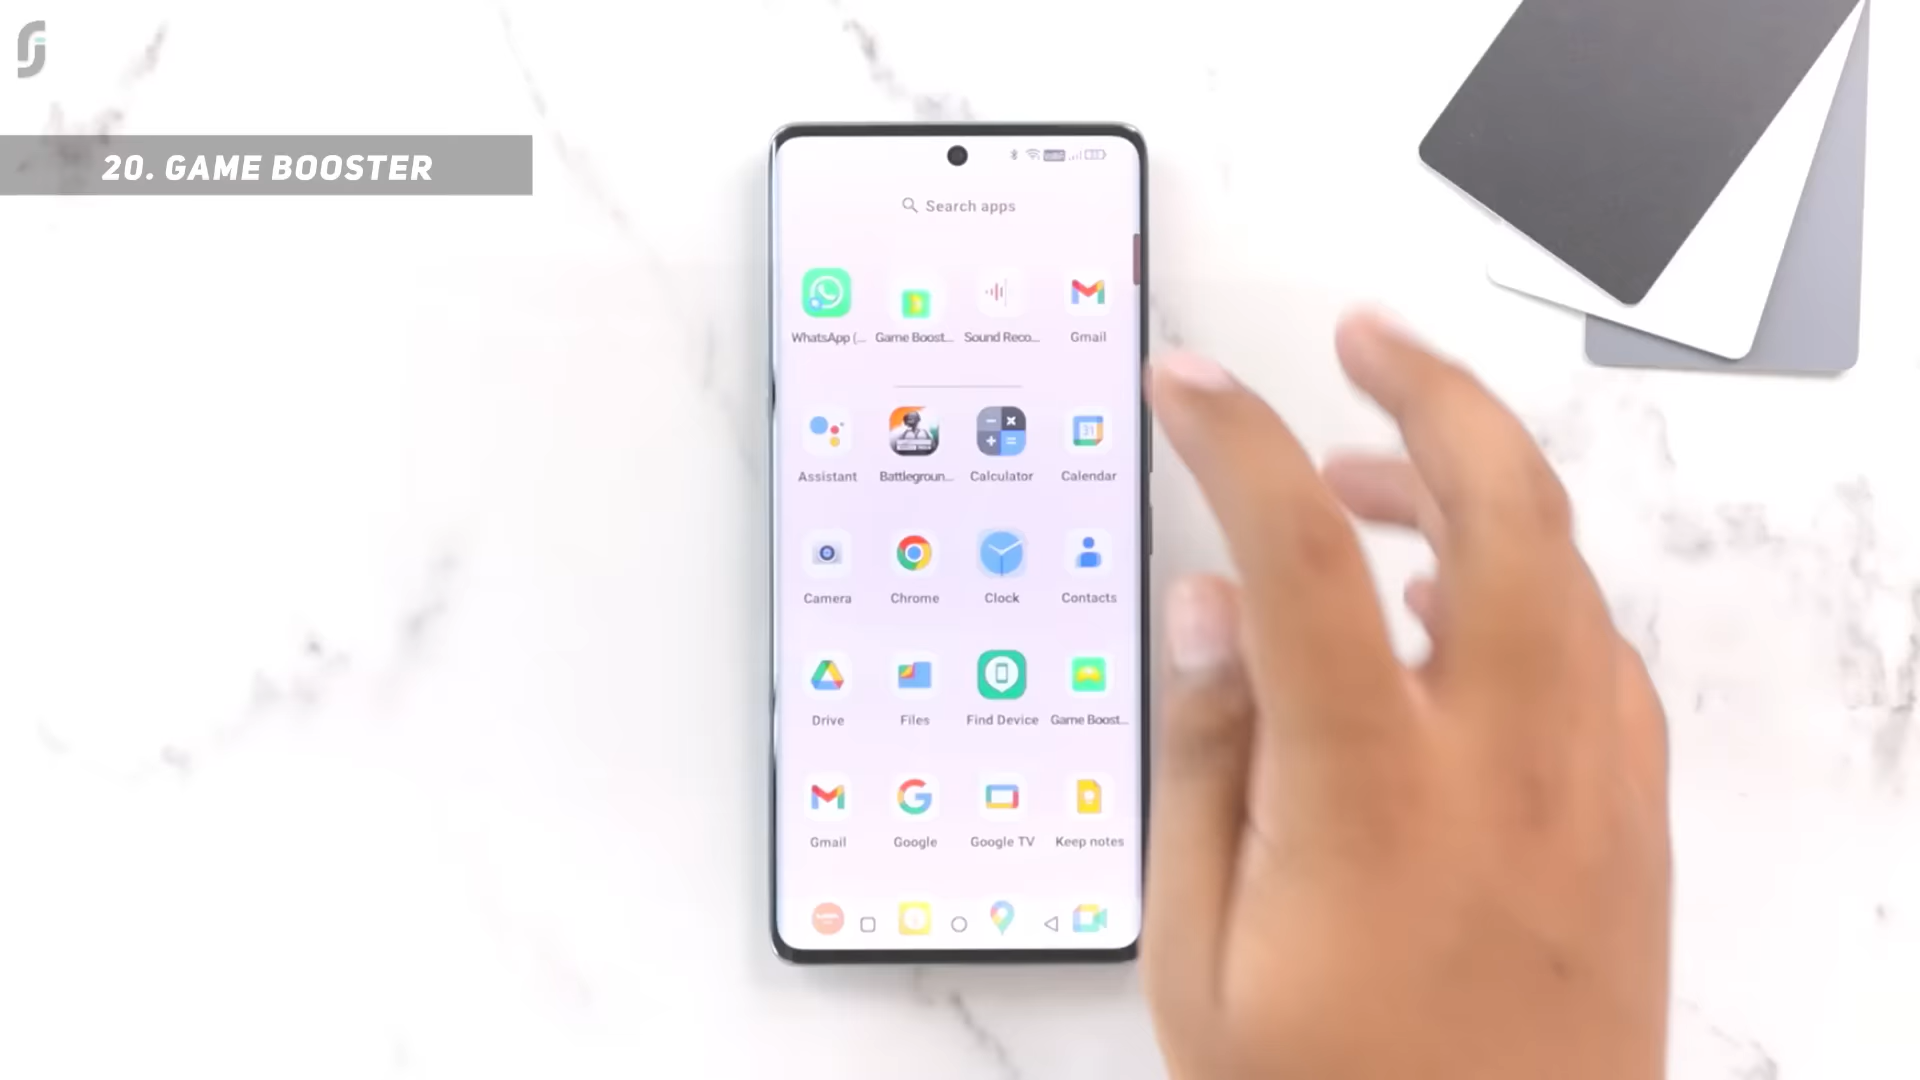 20. GAME BOOSTER
Search apps
WhatsApp (... Game Boost... Sound Reco... Gmail
Assistant Battlegroun... Calculator Calendar
31
Camera Chrome Clock Contacts
Drive Files Find Device Game Boost...
Gmail Google Google TV Keep notes